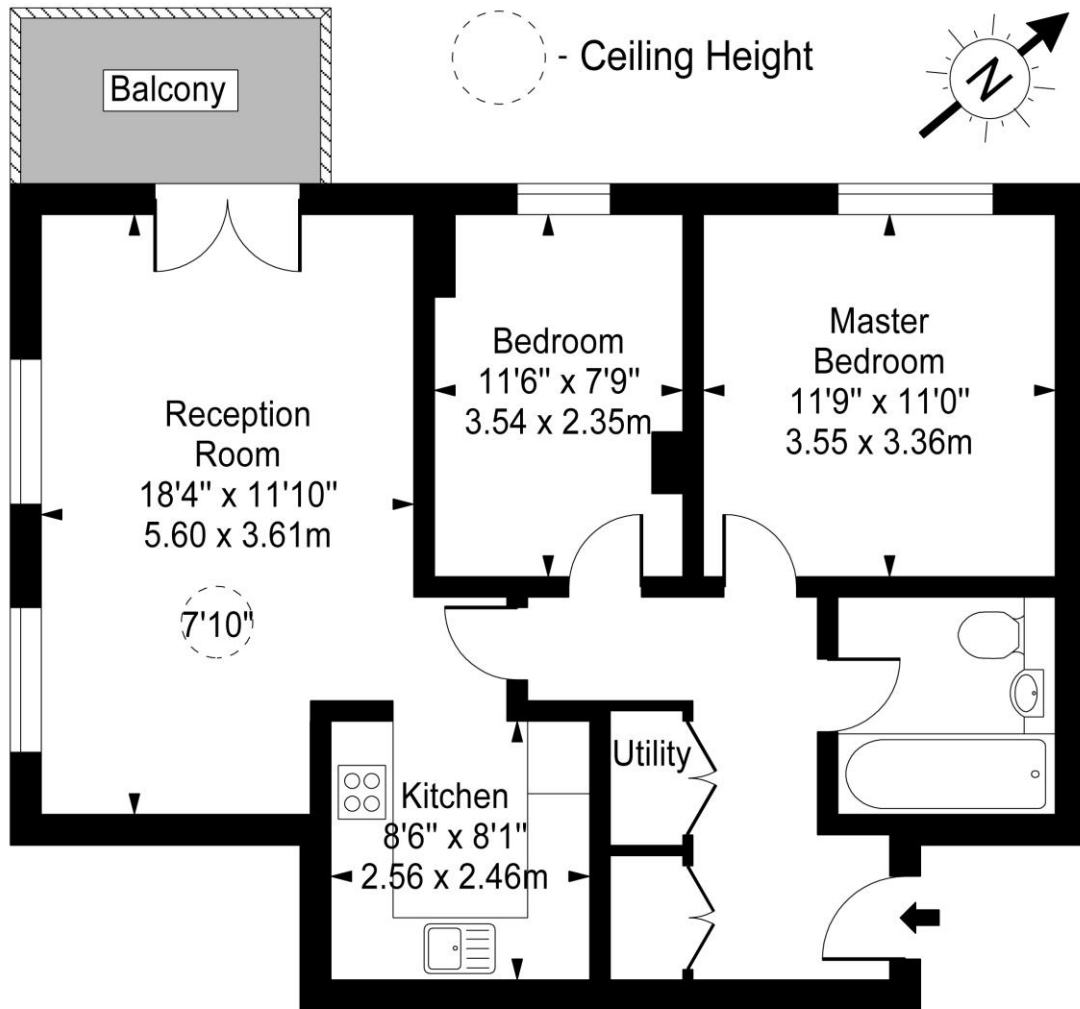 Balcony
- Ceiling Height
N
Bedroom
11'6" x 7'9"
3.54 x 2.35m
Master
Bedroom
11'9" x 11'0"
3.55 x 3.36m
Reception
Room
18'4" x 11'10"
5.60 x 3.61m
7'10"
Utility
Kitchen
8'6" x 8'1"
2.56 x 2.46m